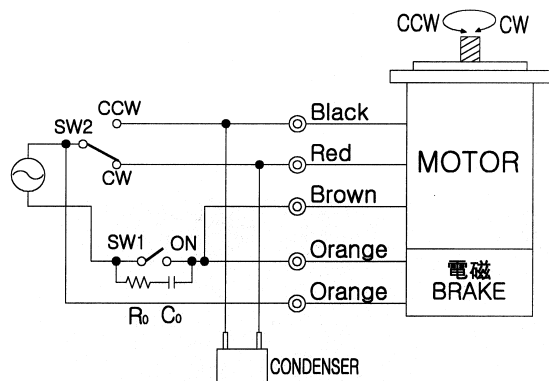 CCW CW
CCW
Black
SW2
CW
Red
MOTOR
Brown
SW1 ON
Orange
電磁
BRAKE
Orange
R₀ C₀
CONDENSER